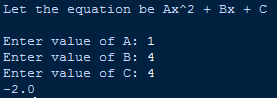 Let the equation be Ax^2 + Bx + C
Enter value of A: 1
Enter value of B: 4
Enter value of C: 4
-2.0